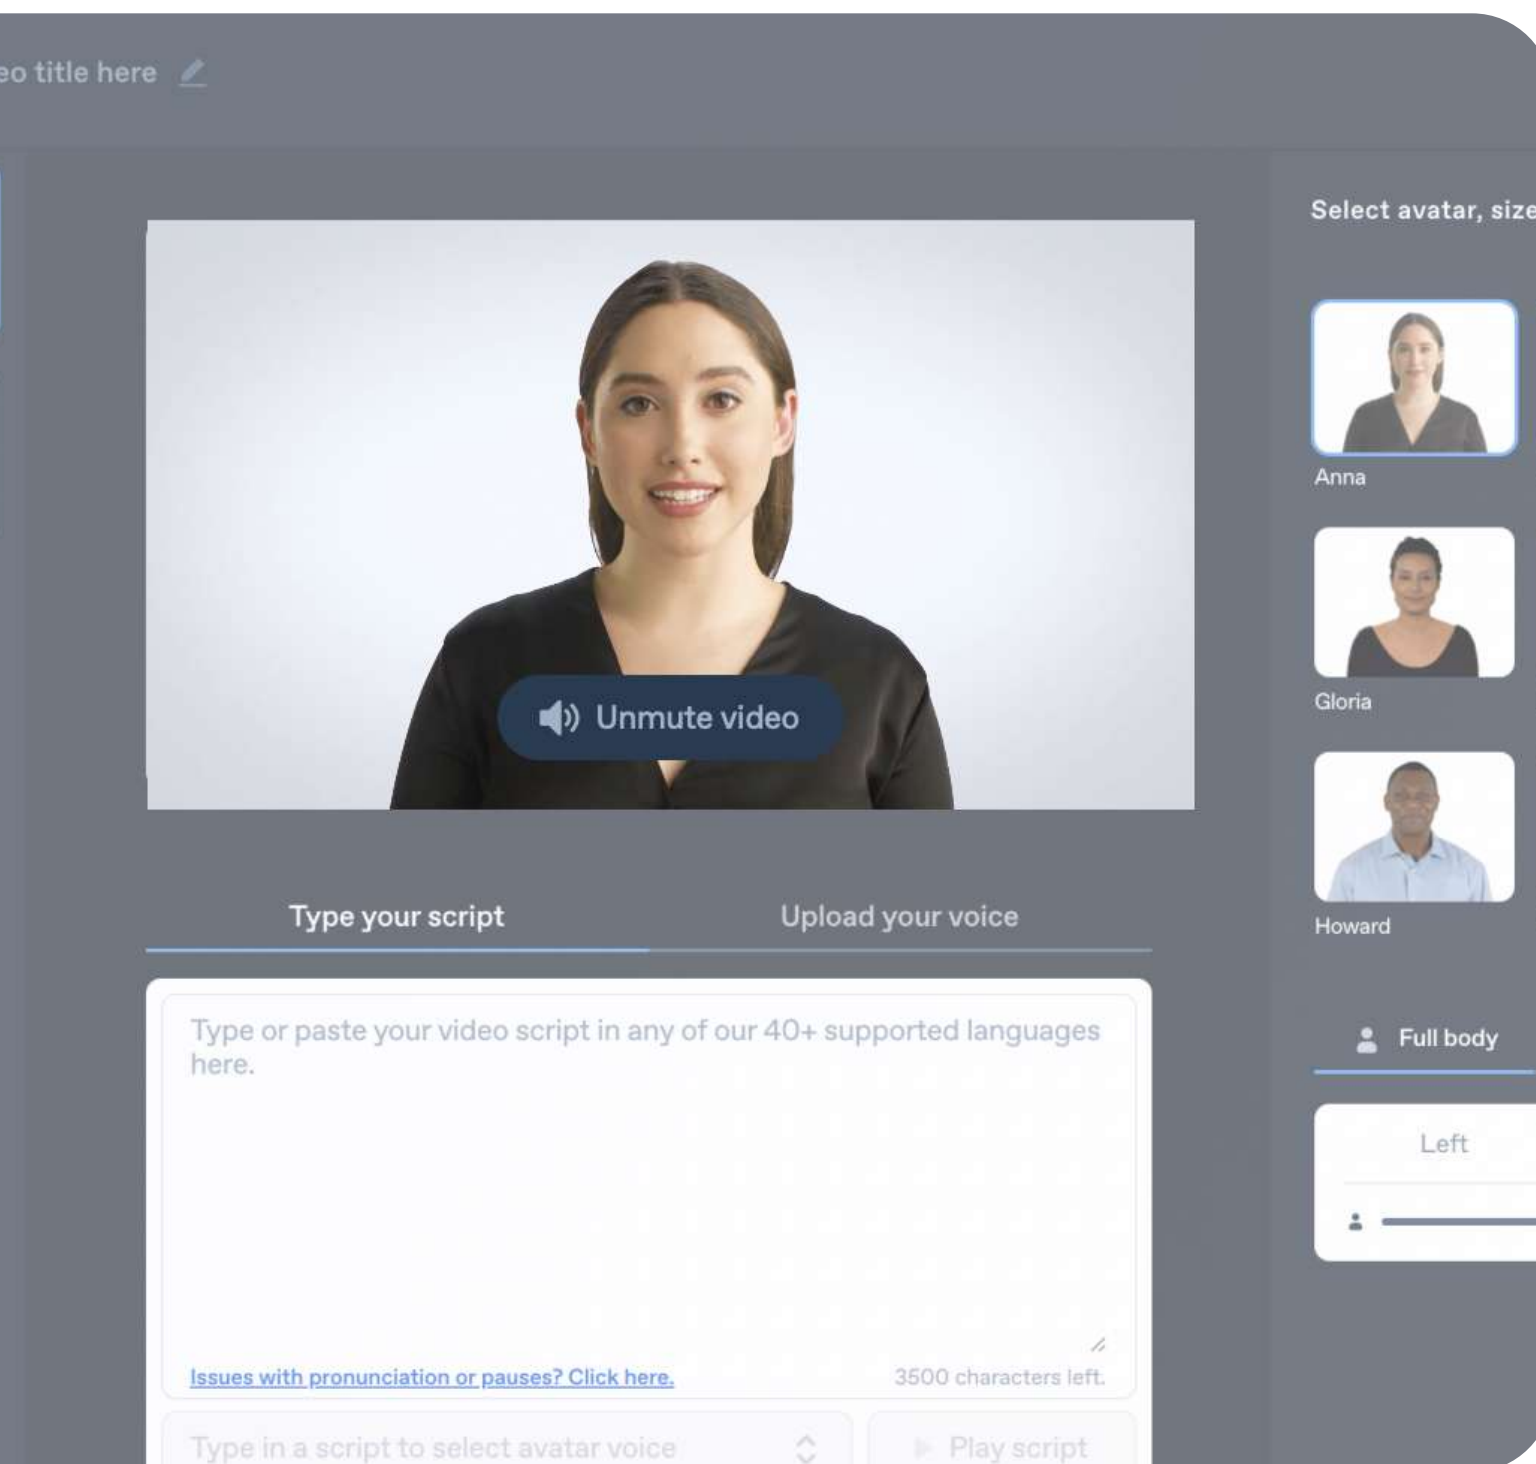 eo title here
Select avatar, size
Anna
Gloria
Unmute video
Howard
Type your script
Upload your voice
Type or paste your video script in any of our 40+ supported languages
here.
Full body
Left
Issues with pronunciation or pauses? Click here.
3500 characters left.
Type in a script to select avatar voice
Play script